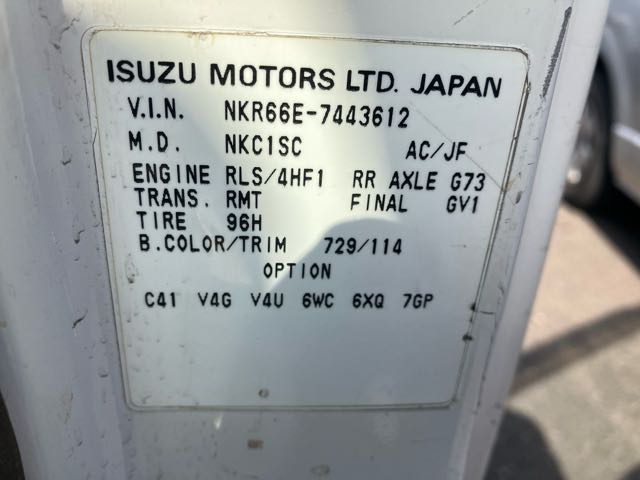 ISUZU MOTORS LTD. JAPAN
V.I.N. NKR66E-7443612
M.D. NKC1SC AC/JF
ENGINE RLS/4HF1 RR AXLE G73
TRANS. RMT FINAL GV1
TIRE 96H
B.COLOR/TRIM 729/114
OPTION
C41 V4G V4U 6WC 6XQ 7GP